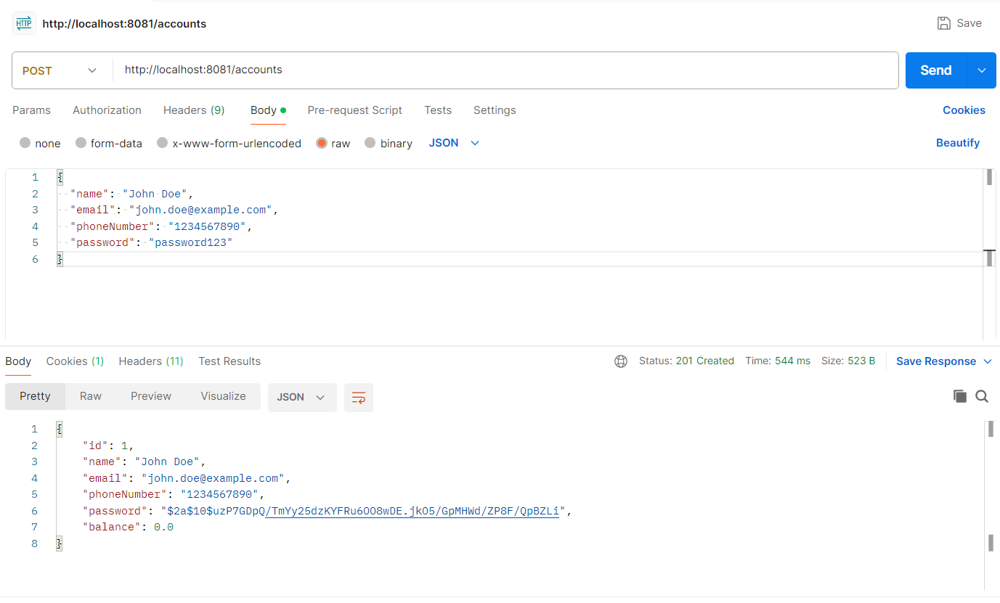 HTTP http://localhost:8081/accounts Save
POST http://localhost:8081/accounts Send
Params Authorization Headers (9) Body Pre-request Script Tests Settings Cookies
none form-data x-www-form-urlencoded raw binary JSON Beautify
1 {
2 "name": "John Doe",
3 "email": "john.doe@example.com",
4 "phoneNumber": "1234567890",
5 "password": "password123"
6 }
Body Cookies (1) Headers (11) Test Results Status: 201 Created Time: 544 ms Size: 523 B Save Response
Pretty Raw Preview Visualize JSON
1 {
2 "id": 1,
3 "name": "John Doe",
4 "email": "john.doe@example.com",
5 "phoneNumber": "1234567890",
6 "password": "$2a$10$uzP7GDpQ/TmYy25dzKYFRu6OO8wDE.jkO5/GpMHWd/ZP8F/QpBZLi",
7 "balance": 0.0
8 }